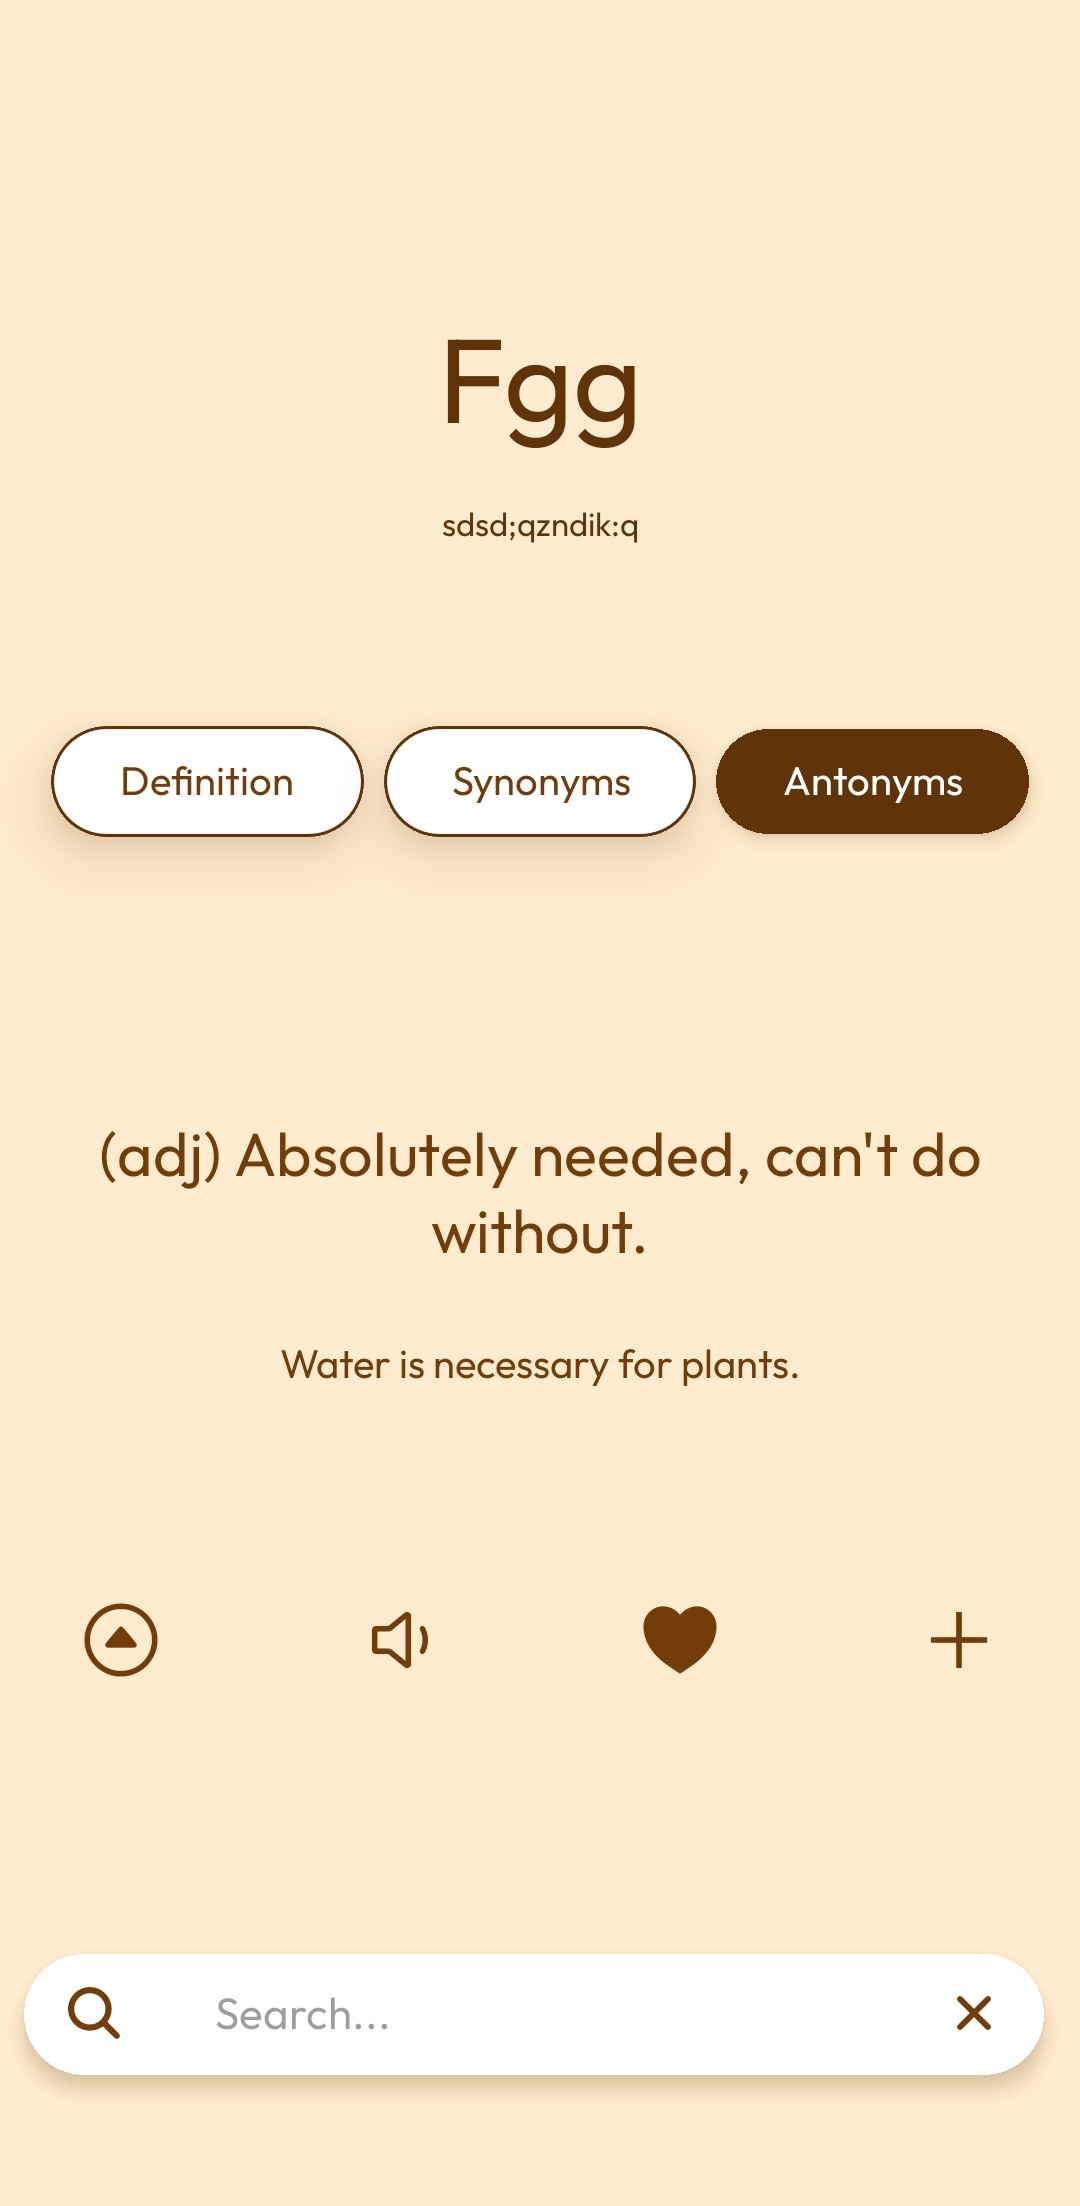 Fgg
sdsd;qzndik:q
Definition Synonyms Antonyms
(adj) Absolutely needed, can't do
without.
Water is necessary for plants.
Search...